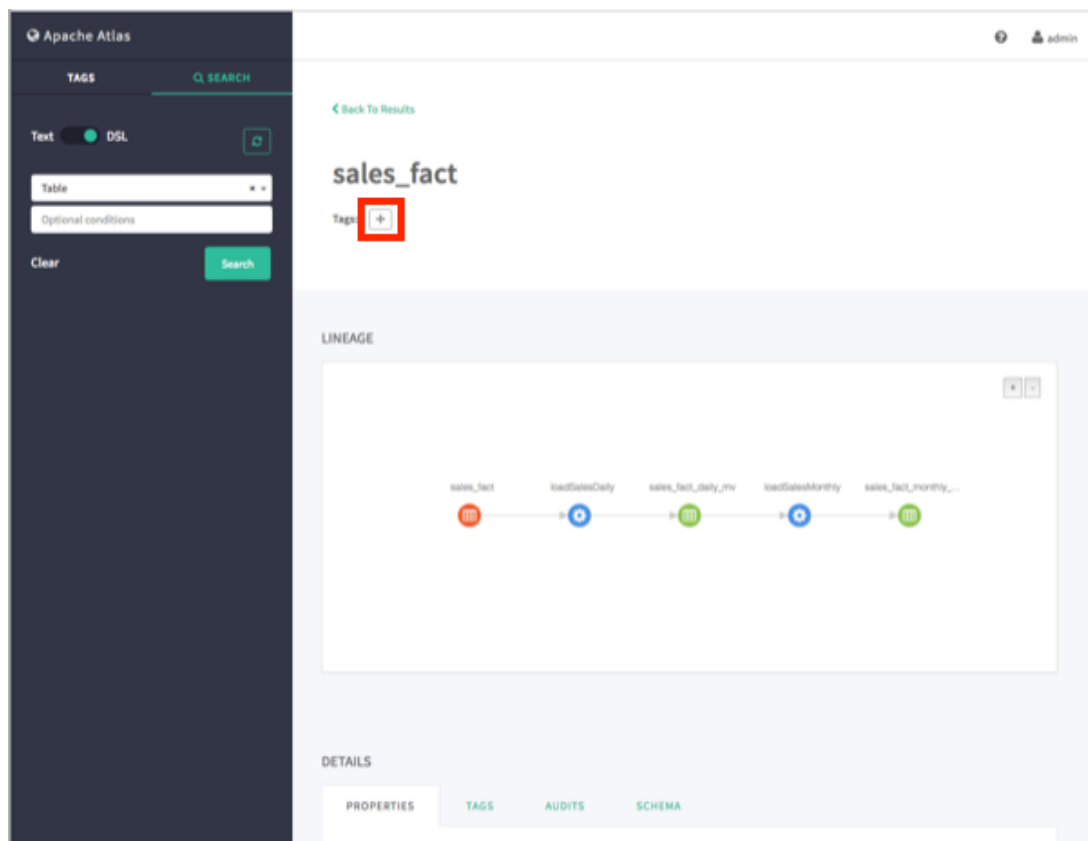 Apache Atlas
admin
TAGS
SEARCH
Text DSL
Table
Optional conditions
Clear
Search
Back To Results
sales_fact
Tags:
LINEAGE
sales_fact loadSalesDaily sales_fact_daily_mv loadSalesMonthly sales_fact_monthly_...
DETAILS
PROPERTIES TAGS AUDITS SCHEMA